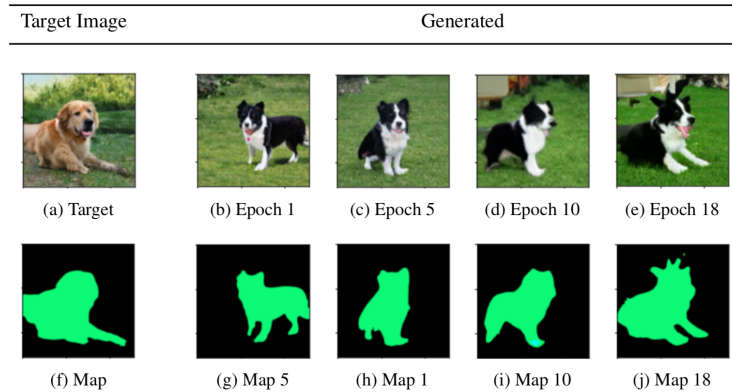 Target Image Generated
(a) Target (b) Epoch 1 (c) Epoch 5 (d) Epoch 10 (e) Epoch 18
(f) Map (g) Map 5 (h) Map 1 (i) Map 10 (j) Map 18